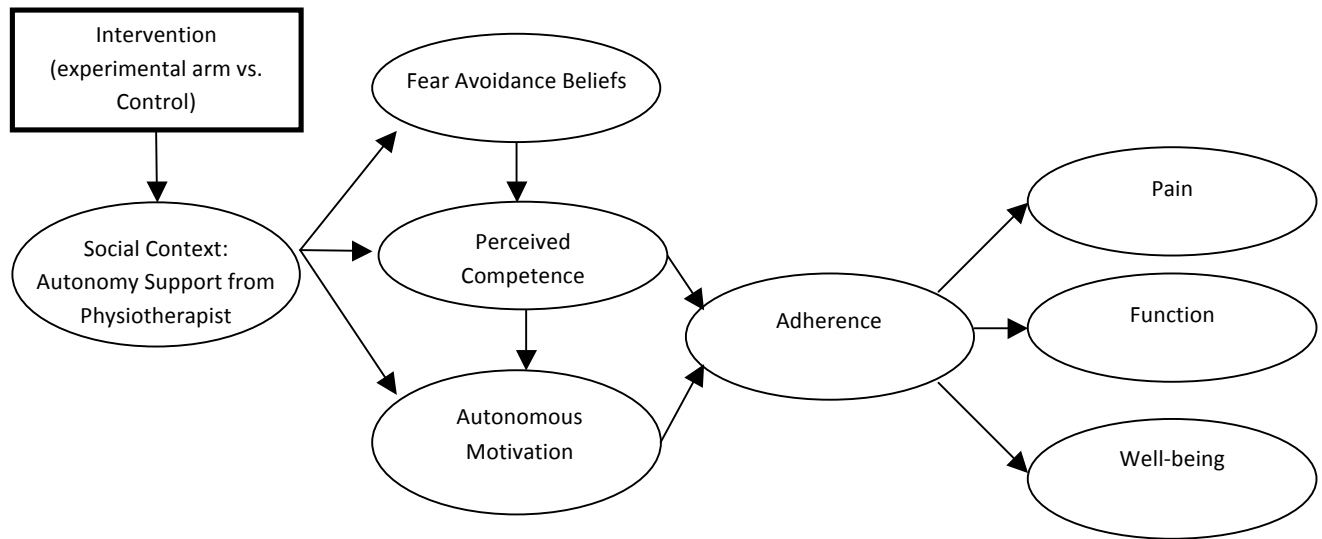 Intervention
(experimental arm vs.
Control)
Social Context:
Autonomy Support from
Physiotherapist
Fear Avoidance Beliefs
Perceived
Competence
Autonomous
Motivation
Adherence
Pain
Function
Well-being